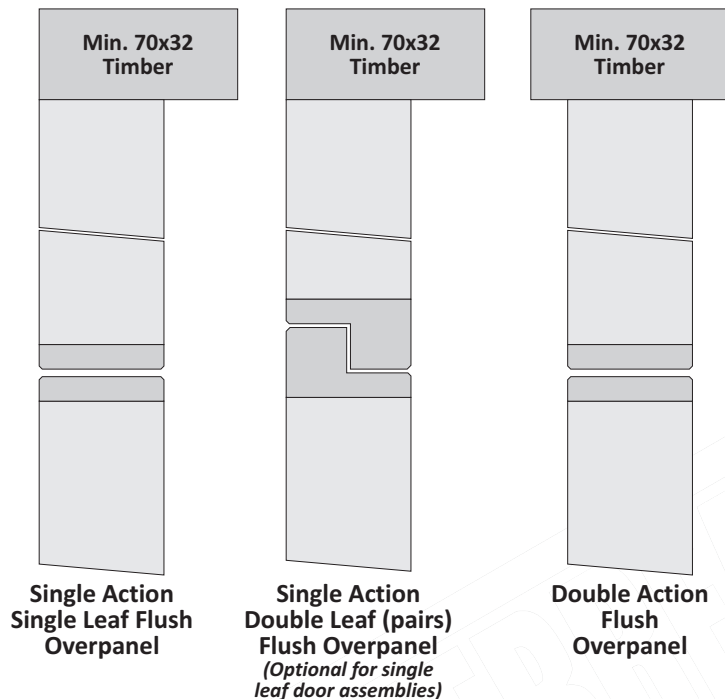 Min. 70x32
Timber
Min. 70x32
Timber
Min. 70x32
Timber
Single Action
Single Leaf Flush
Overpanel
Single Action
Double Leaf (pairs)
Flush Overpanel
(Optional for single
leaf door assemblies)
Double Action
Flush
Overpanel